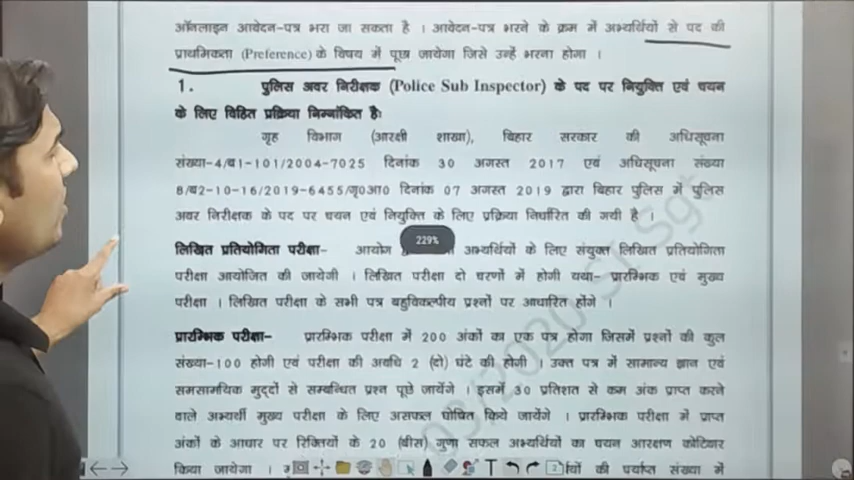 ऑनलाइन आवेदन-पत्र भरा जा सकता है । आवेदन-पत्र भरने के क्रम में अभ्यर्थियों से पद की
प्राथमिकता (Preference) के विषय में पूछा जायेगा जिसे उन्हें भरना होगा ।
1. पुलिस अवर निरीक्षक (Police Sub Inspector) के पद पर नियुक्ति एवं चयन
के लिए विहित प्रक्रिया निम्नांकित है:
गृह विभाग (आरक्षी शाखा), बिहार सरकार की अधिसूचना
संख्या-4/ब1-101/2004-7025 दिनांक 30 अगस्त 2017 एवं अधिसूचना संख्या
8/ब2-10-16/2019-6455/गृ0आ0 दिनांक 07 अगस्त 2019 द्वारा बिहार पुलिस में पुलिस
अवर निरीक्षक के पद पर चयन एवं नियुक्ति के लिए प्रक्रिया निर्धारित की गयी है ।
229%
लिखित प्रतियोगिता परीक्षा- आयोग अभ्यर्थियों के लिए संयुक्त लिखित प्रतियोगिता
परीक्षा आयोजित की जायेगी । लिखित परीक्षा दो चरणों में होगी यथा- प्रारम्भिक एवं मुख्य
परीक्षा । लिखित परीक्षा के सभी पत्र बहुविकल्पीय प्रश्नों पर आधारित होंगे ।
प्रारम्भिक परीक्षा- प्रारम्भिक परीक्षा में 200 अंकों का एक पत्र होगा जिसमें प्रश्नों की कुल
संख्या-100 होगी एवं परीक्षा की अवधि 2 (दो) घंटे की होगी । उक्त पत्र में सामान्य ज्ञान एवं
समसामयिक मुद्दों से सम्बन्धित प्रश्न पूछे जायेंगे । इसमें 30 प्रतिशत से कम अंक प्राप्त करने
वाले अभ्यर्थी मुख्य परीक्षा के लिए असफल घोषित किये जायेंगे । प्रारम्भिक परीक्षा में प्राप्त
अंकों के आधार पर रिक्तियों के 20 (बीस) गुणा सफल अभ्यर्थियों का चयन आरक्षण कोटिवार
किया जायेगा । की पर्याप्त संख्या में
03/2020 SI Sgt